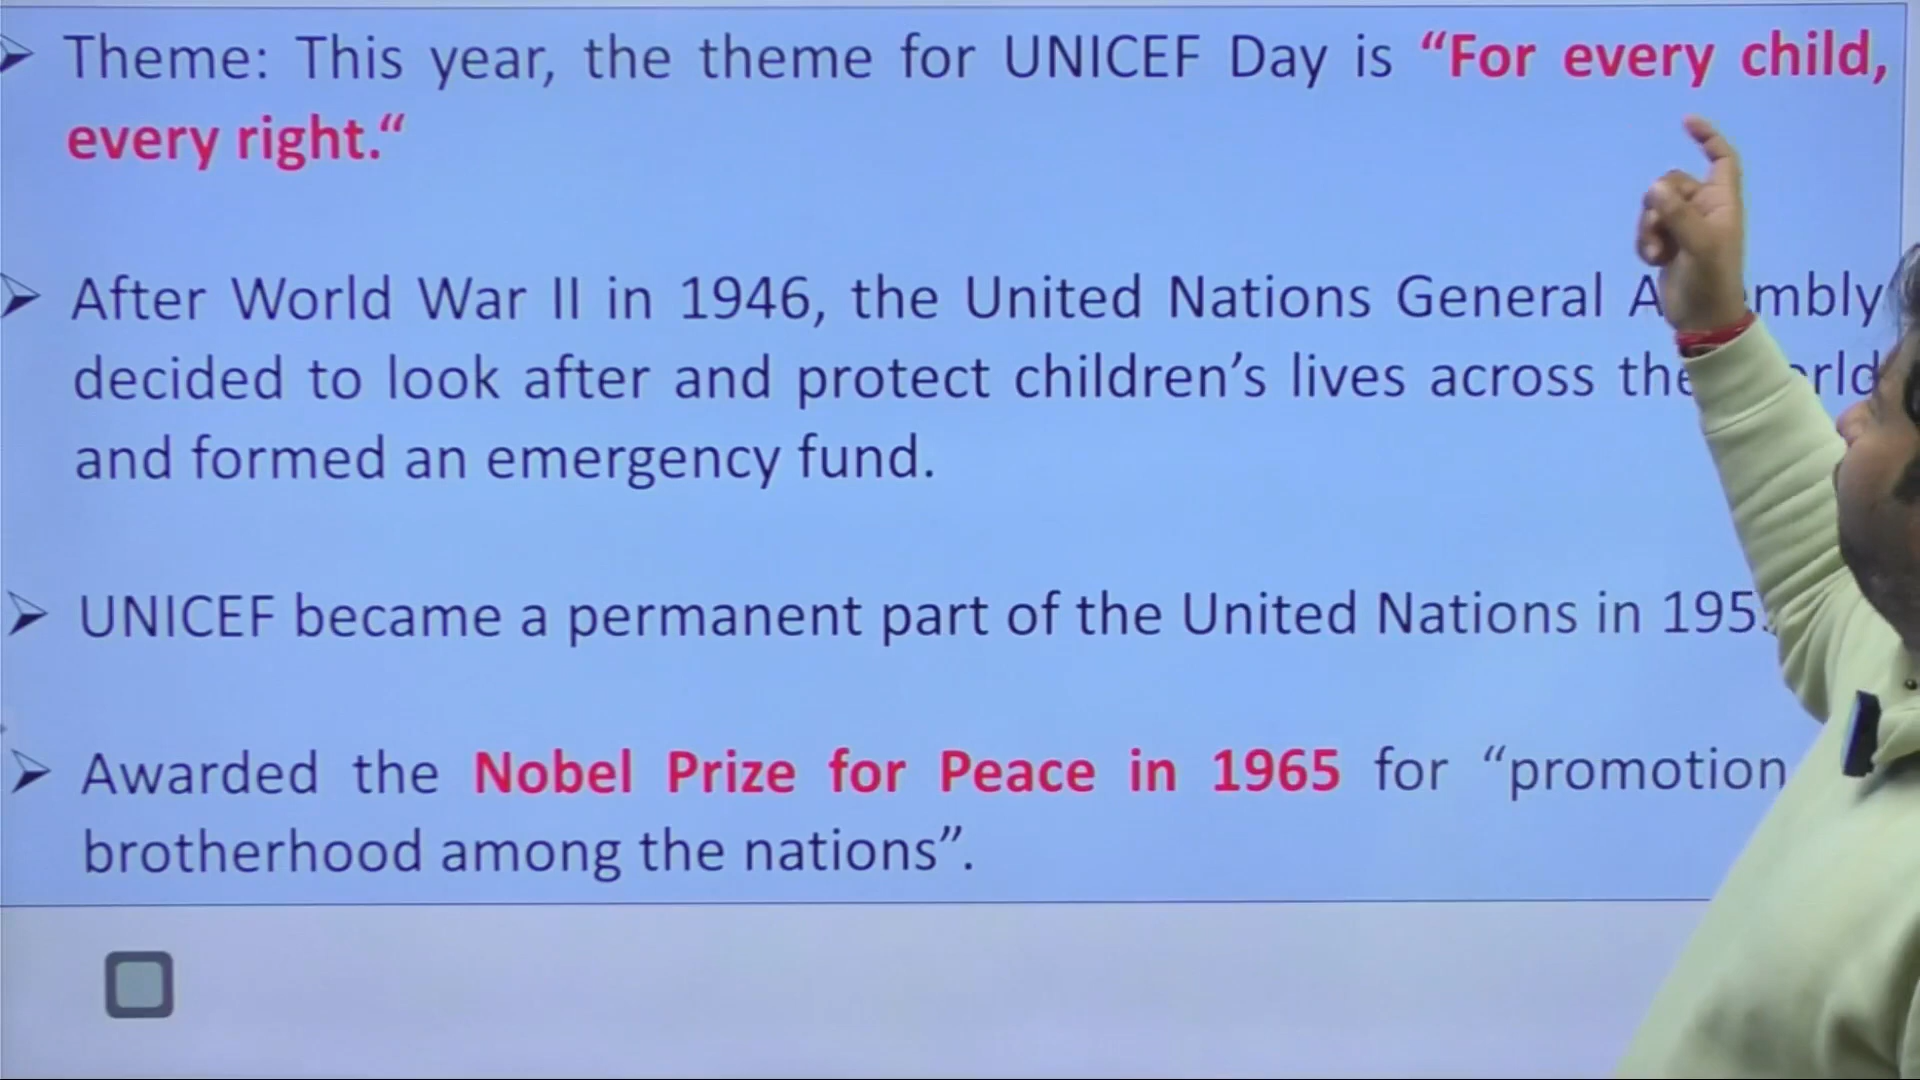 Theme: This year, the theme for UNICEF Day is “For every child,
every right.“
After World War II in 1946, the United Nations General
decided to look after and protect children’s lives across the
and formed an emergency fund.
UNICEF became a permanent part of the United Nations in
Awarded the Nobel Prize for Peace in 1965 for “promotion
brotherhood among the nations”.